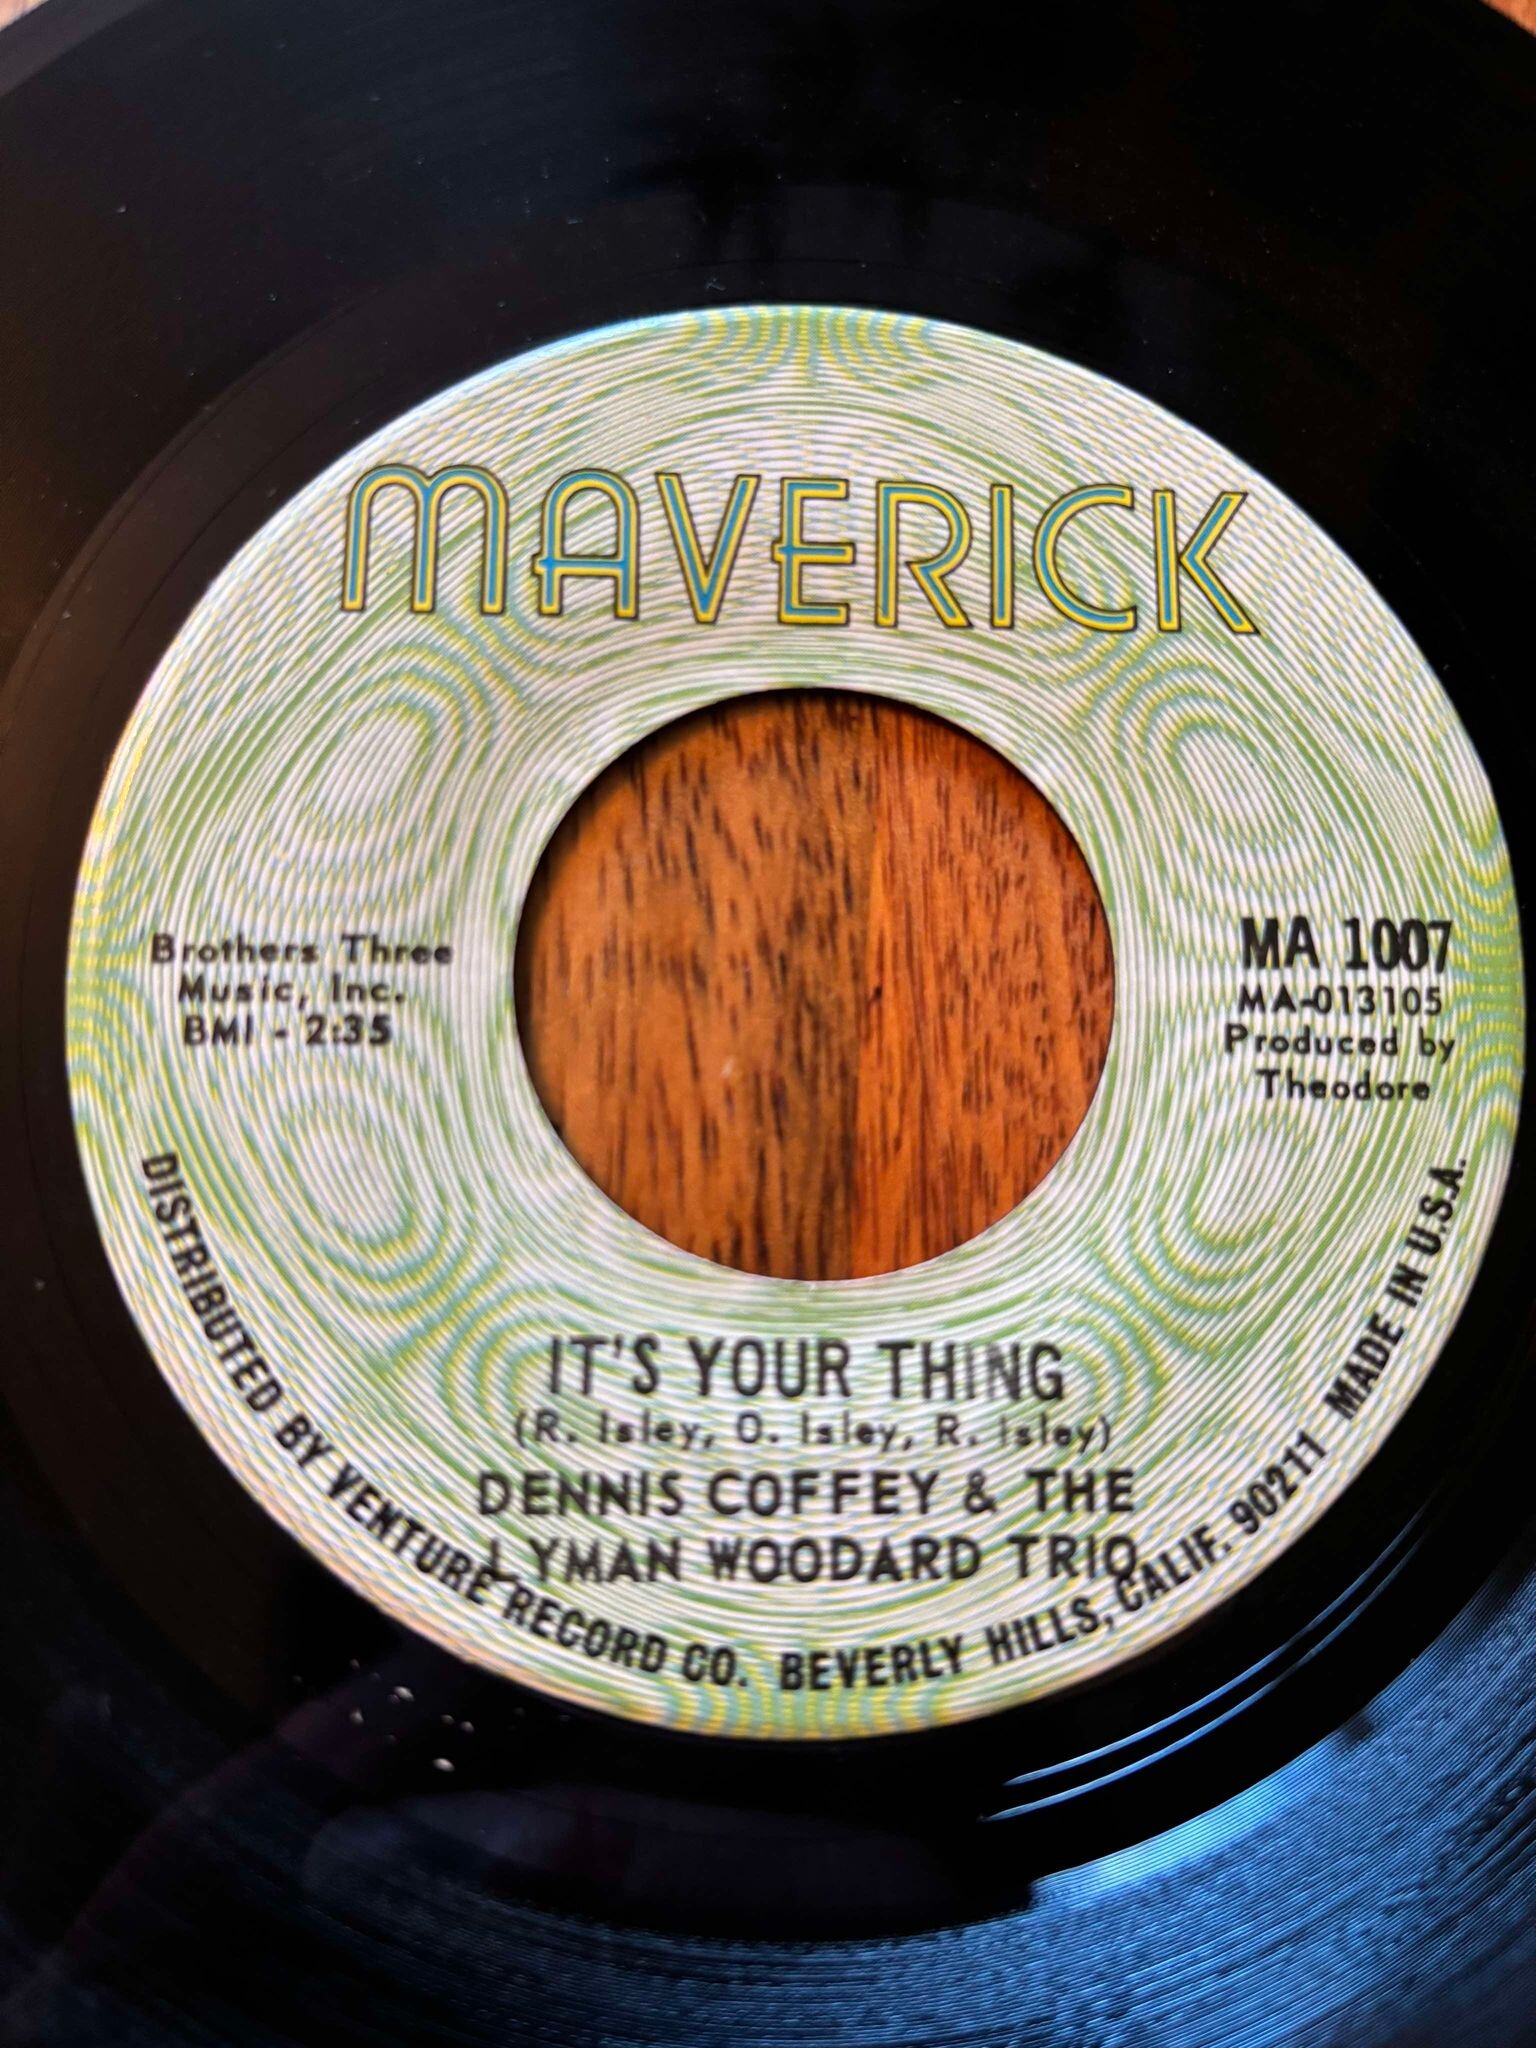 MAVERICK
Brothers Three
Music, Inc.
BMI - 2:35
MA 1007
MA-013105
Produced by
Theodore
IT'S YOUR THING
(R. Isley, O. Isley, R. Isley)
DENNIS COFFEY & THE
LYMAN WOODARD TRIO
DISTRIBUTED BY VENTURE RECORD CO. BEVERLY HILLS, CALIF. 90211 MADE IN U.S.A.